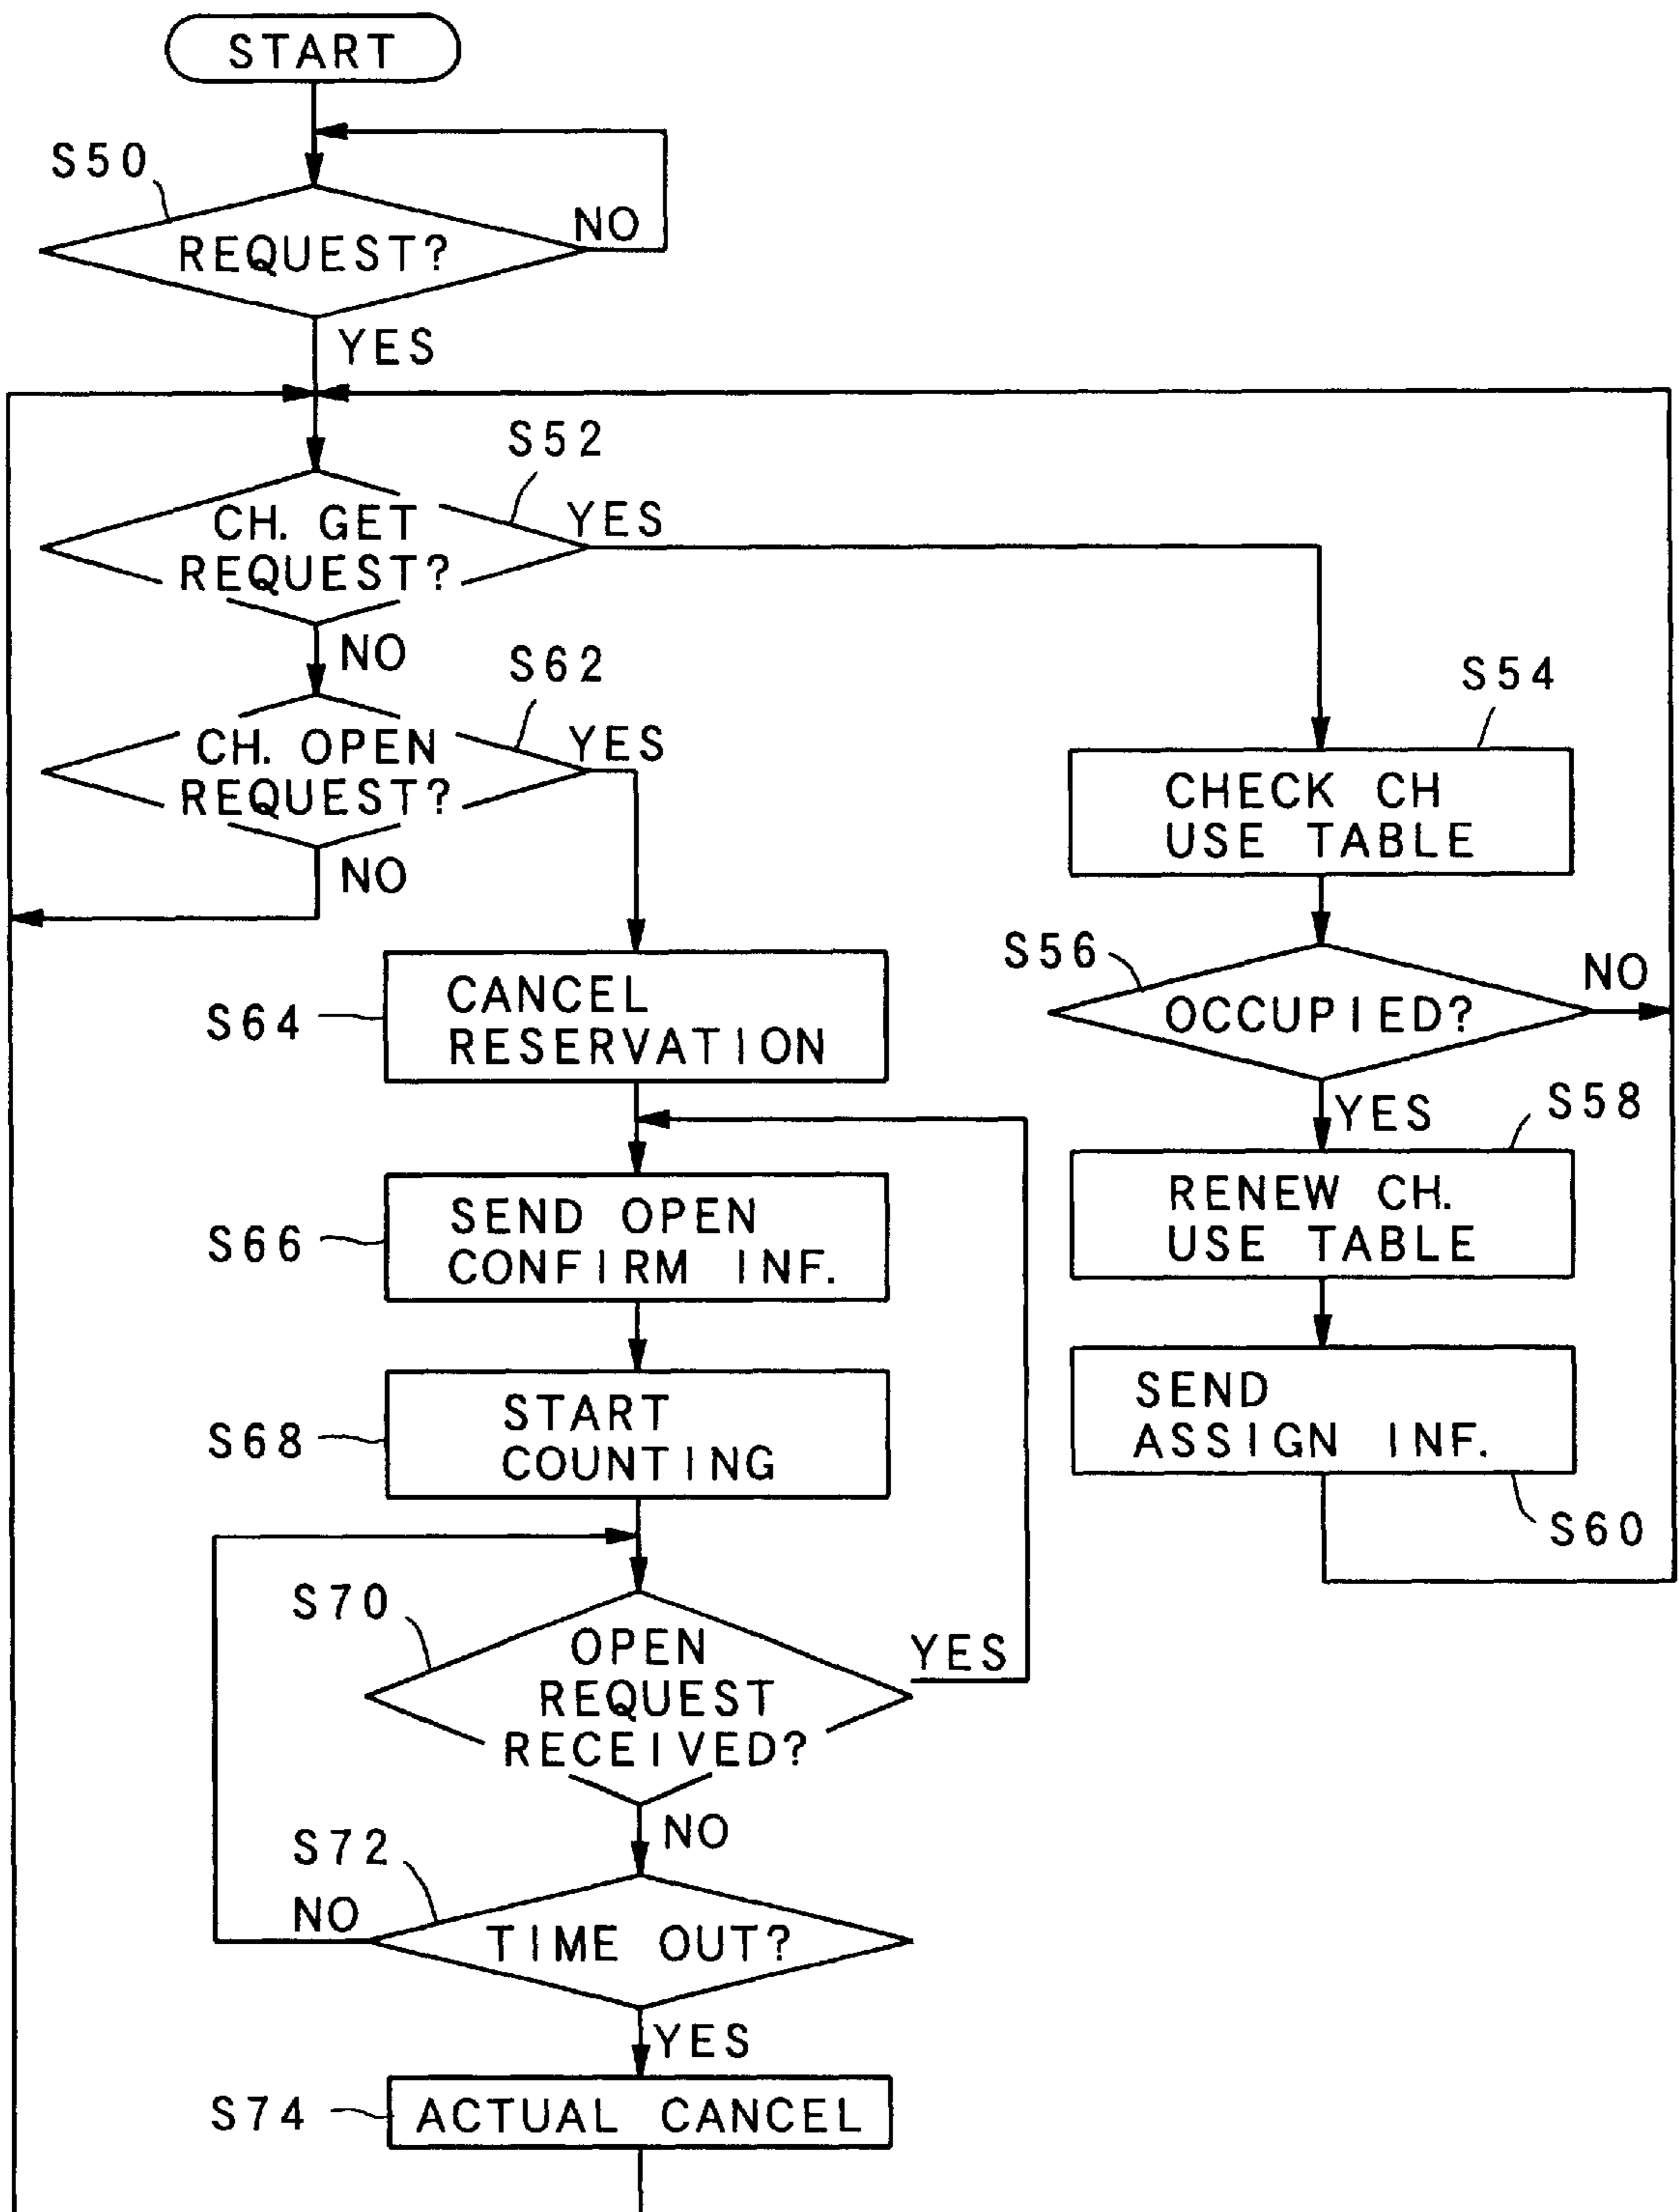 START
S50
NO
REQUEST?
YES
S52
YES
CH. GET
REQUEST?
NO
S62
YES
CH. OPEN
REQUEST?
NO
S54
CHECK CH
USE TABLE
S56
NO
OCCUPIED?
YES
S58
RENEW CH.
USE TABLE
SEND
ASSIGN INF.
S60
S64
CANCEL
RESERVATION
S66
SEND OPEN
CONFIRM INF.
S68
START
COUNTING
S70
OPEN
REQUEST
RECEIVED?
YES
NO
S72
NO
TIME OUT?
YES
S74
ACTUAL CANCEL